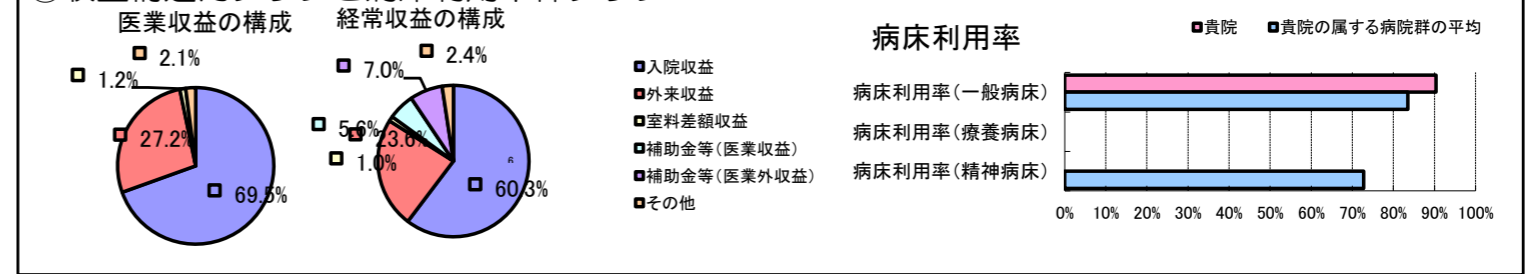 医業収益の構成
2.1%
1.2%
27.2%
69.5%
経常収益の構成
2.4%
7.0%
5.6%
23.6%
1.0%
60.3%
入院収益
外来収益
室料差額収益
補助金等(医業収益)
補助金等(医業外収益)
その他
病床利用率
貴院 貴院の属する病院群の平均
病床利用率(一般病床)
病床利用率(療養病床)
病床利用率(精神病床)
0% 10% 20% 30% 40% 50% 60% 70% 80% 90% 100%